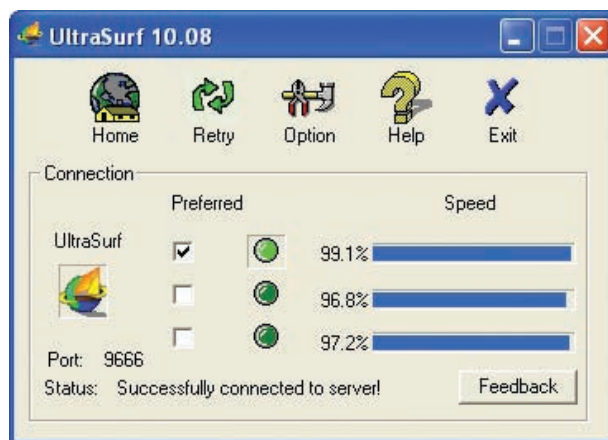 UltraSurf 10.08
Home Retry Option Help Exit
Connection
Preferred Speed
UltraSurf
99.1%
96.8%
97.2%
Port: 9666
Status: Successfully connected to server!
Feedback